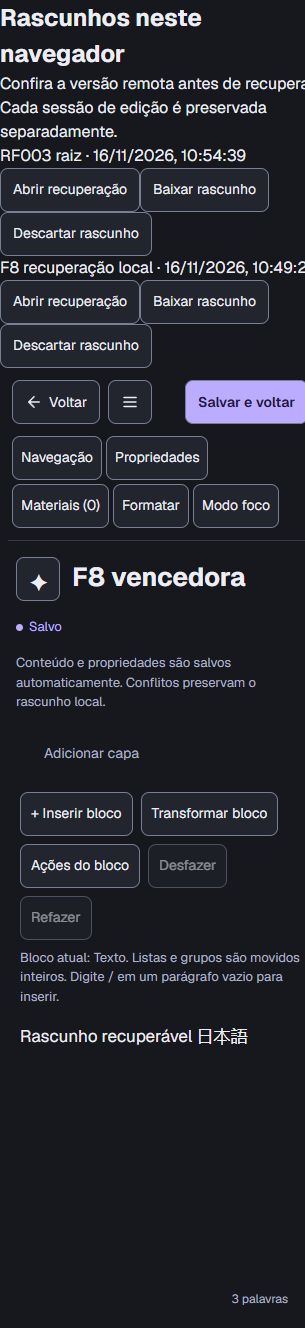 Rascunhos neste
navegador
Confira a versão remota antes de recupera
Cada sessão de edição é preservada
separadamente.
RF003 raiz · 16/11/2026, 10:54:39
Abrir recuperação Baixar rascunho
Descartar rascunho
F8 recuperação local · 16/11/2026, 10:49:2
Abrir recuperação Baixar rascunho
Descartar rascunho
← Voltar Salvar e voltar
Navegação Propriedades
Materiais (0) Formatar Modo foco
F8 vencedora
Salvo
Conteúdo e propriedades são salvos
automaticamente. Conflitos preservam o
rascunho local.
Adicionar capa
+ Inserir bloco Transformar bloco
Ações do bloco Desfazer
Refazer
Bloco atual: Texto. Listas e grupos são movidos
inteiros. Digite / em um parágrafo vazio para
inserir.
Rascunho recuperável 日本語
3 palavras